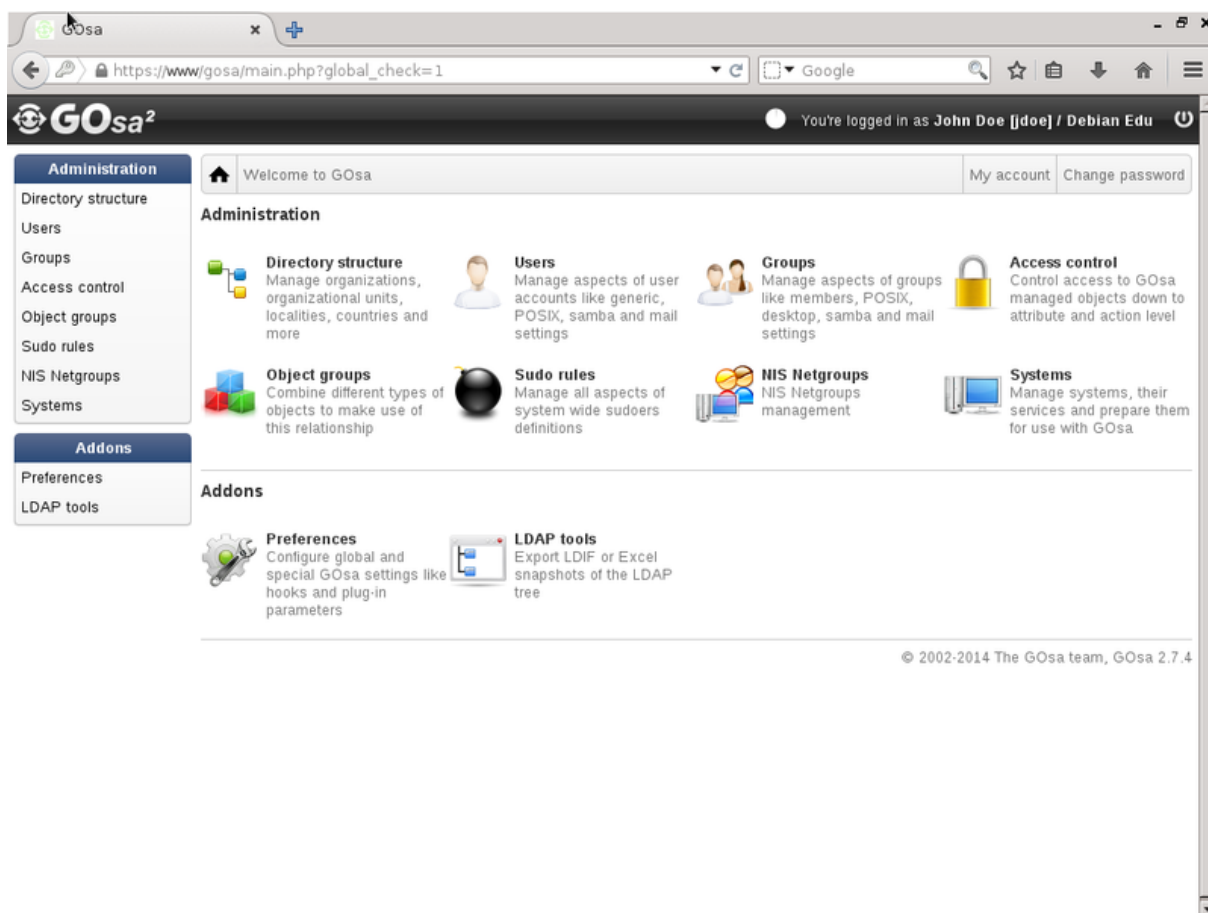 GOsa
https://www/gosa/main.php?global_check=1
Google
GOsa²
You're logged in as John Doe [jdoe] / Debian Edu
Administration
Directory structure
Users
Groups
Access control
Object groups
Sudo rules
NIS Netgroups
Systems
Addons
Preferences
LDAP tools
Welcome to GOsa
My account
Change password
Administration
Directory structure
Manage organizations,
organizational units,
localities, countries and
more
Users
Manage aspects of user
accounts like generic,
POSIX, samba and mail
settings
Groups
Manage aspects of groups
like members, POSIX,
desktop, samba and mail
settings
Access control
Control access to GOsa
managed objects down to
attribute and action level
Object groups
Combine different types of
objects to make use of
this relationship
Sudo rules
Manage all aspects of
system wide sudoers
definitions
NIS Netgroups
NIS Netgroups
management
Systems
Manage systems, their
services and prepare them
for use with GOsa
Addons
Preferences
Configure global and
special GOsa settings like
hooks and plug-in
parameters
LDAP tools
Export LDIF or Excel
snapshots of the LDAP
tree
© 2002-2014 The GOsa team, GOsa 2.7.4